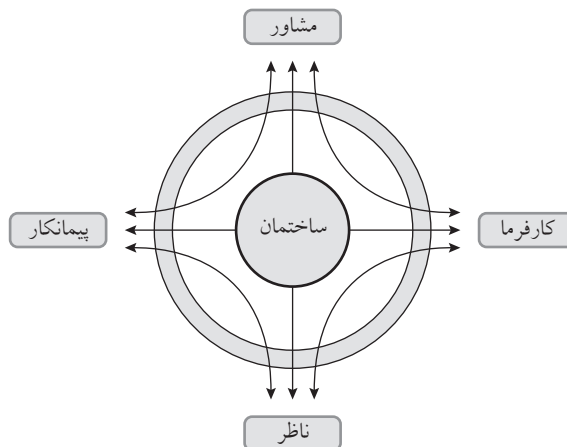 مشاور
کارفرما
ساختمان
پیمانکار
ناظر